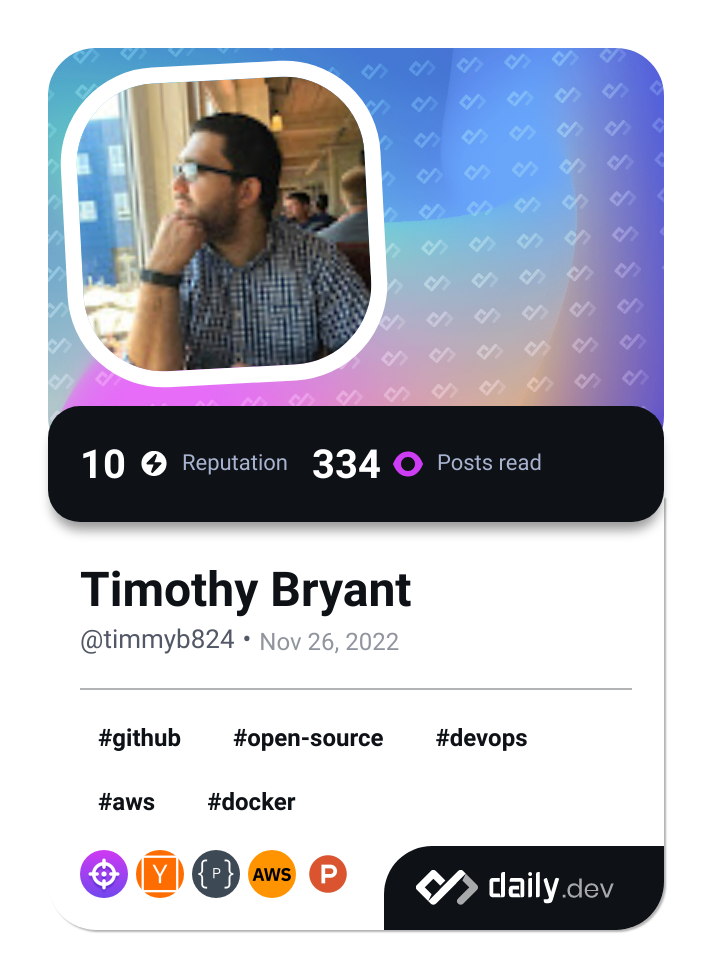 10 Reputation 334 Posts read
Timothy Bryant
@timmyb824 • Nov 26, 2022
#github #open-source #devops
#aws #docker
Y {P} AWS P daily.dev